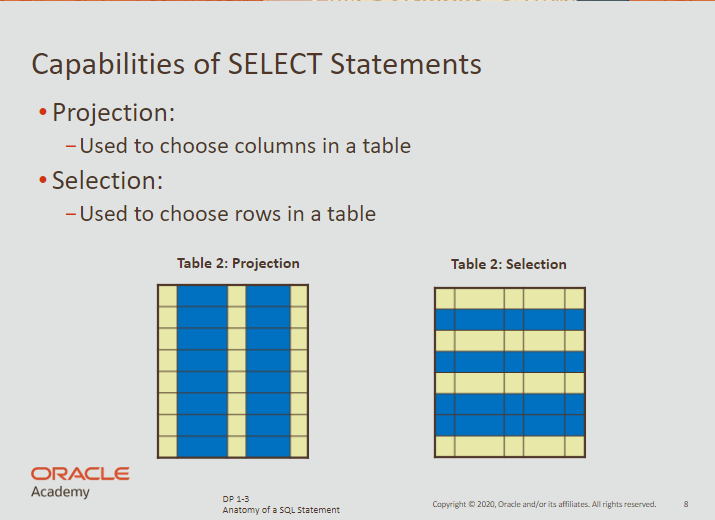 Capabilities of SELECT Statements
•Projection:
–Used to choose columns in a table
•Selection:
–Used to choose rows in a table
Table 2: Projection
Table 2: Selection
ORACLE
Academy
DP 1-3
Anatomy of a SQL Statement
Copyright © 2020, Oracle and/or its affiliates. All rights reserved.
8